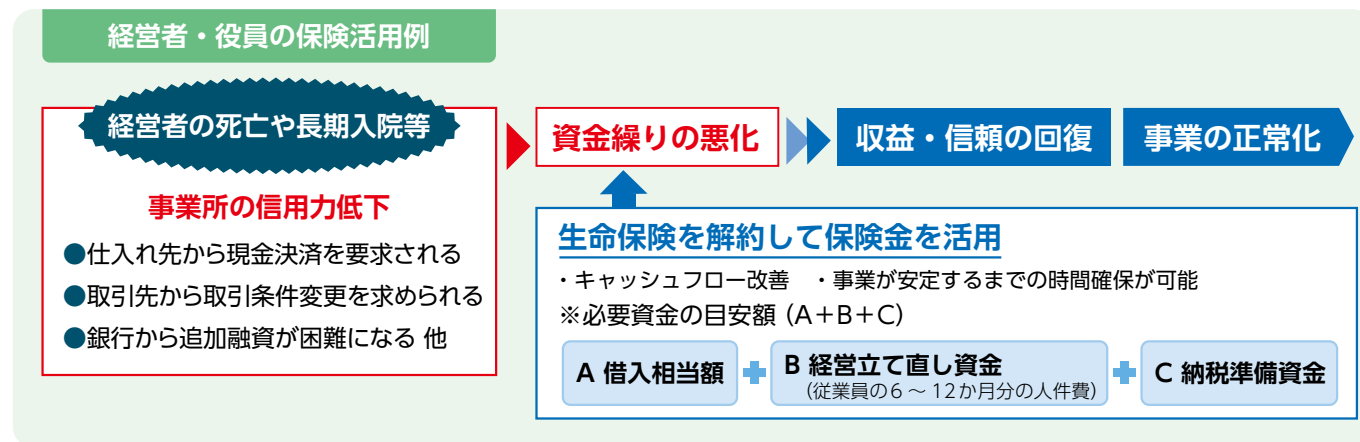 経営者・役員の保険活用例
経営者の死亡や長期入院等
事業所の信用力低下
●仕入れ先から現金決済を要求される
●取引先から取引条件変更を求められる
●銀行から追加融資が困難になる 他
資金繰りの悪化
収益・信頼の回復
事業の正常化
生命保険を解約して保険金を活用
・キャッシュフロー改善　・事業が安定するまでの時間確保が可能
※必要資金の目安額（A＋B＋C）
A 借入相当額
＋
B 経営立て直し資金
（従業員の6～12か月分の人件費）
＋
C 納税準備資金